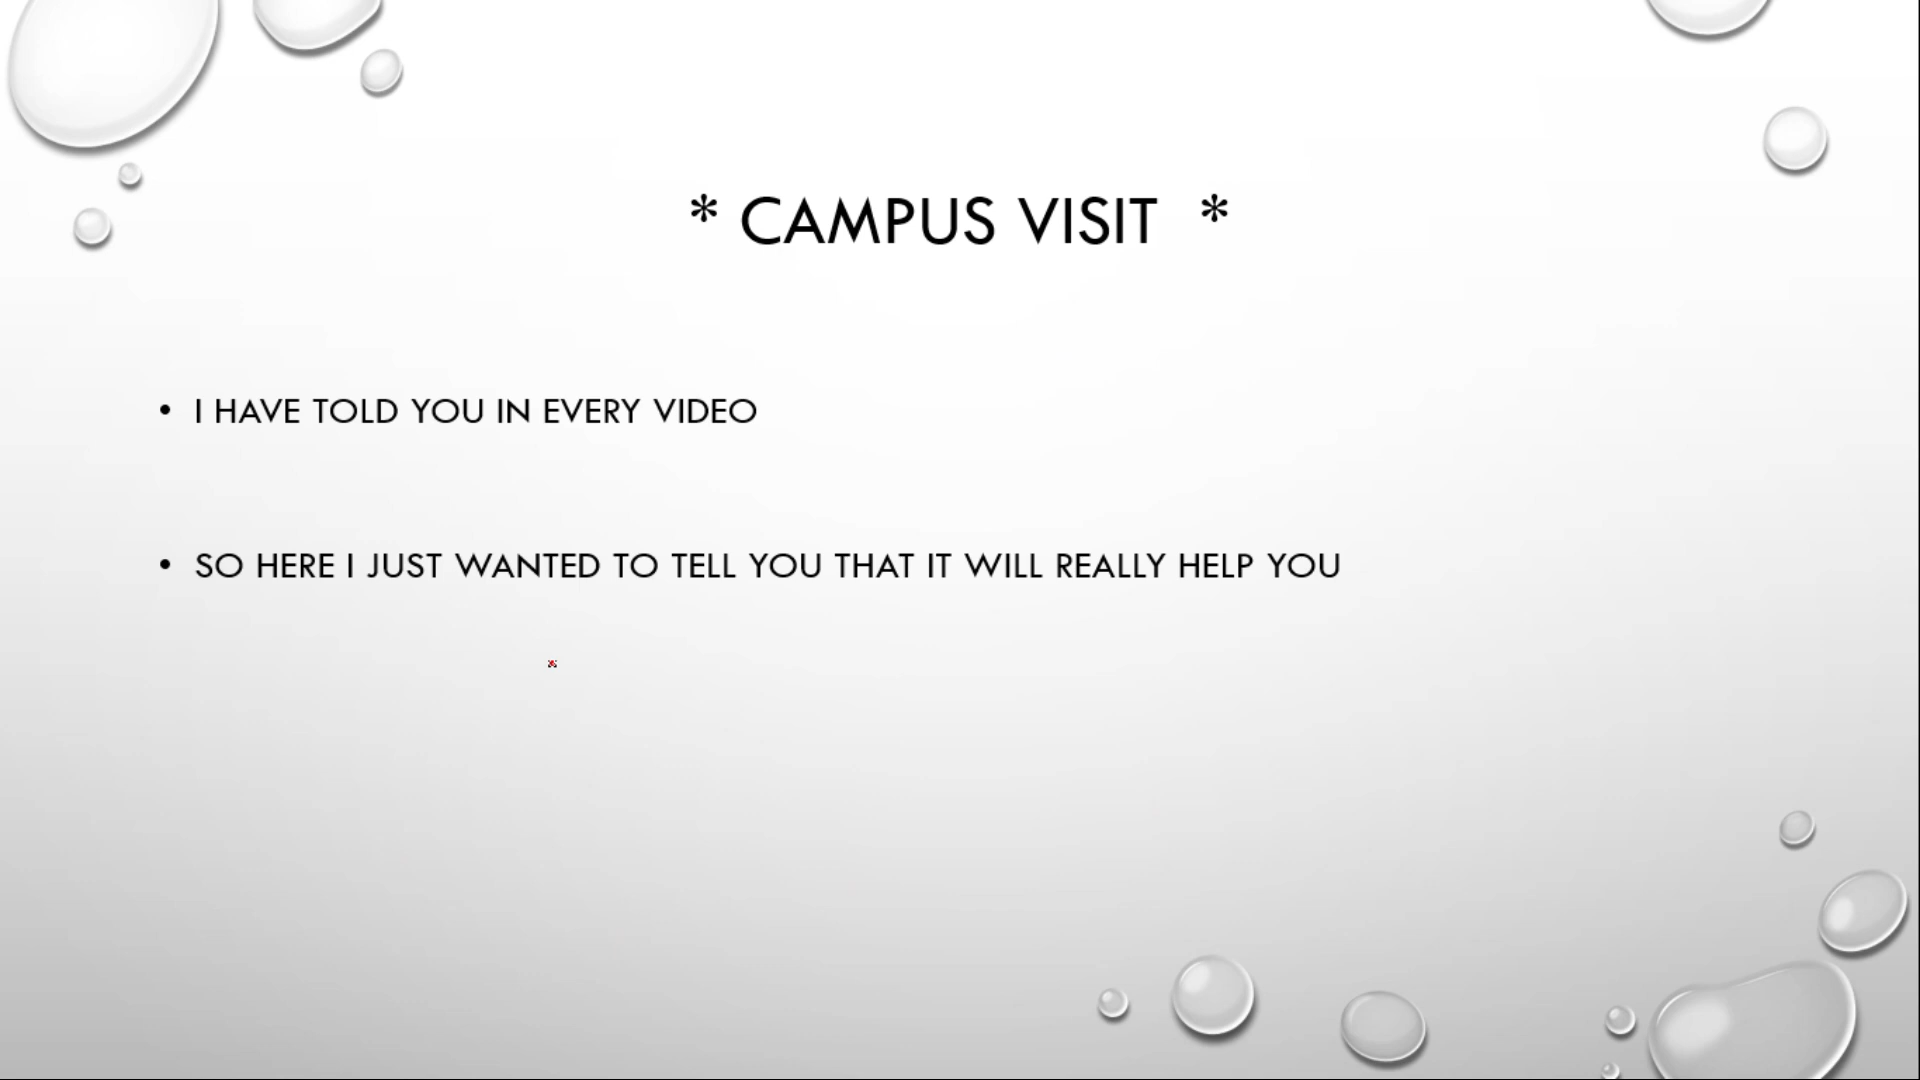 * CAMPUS VISIT *
• I HAVE TOLD YOU IN EVERY VIDEO
• SO HERE I JUST WANTED TO TELL YOU THAT IT WILL REALLY HELP YOU